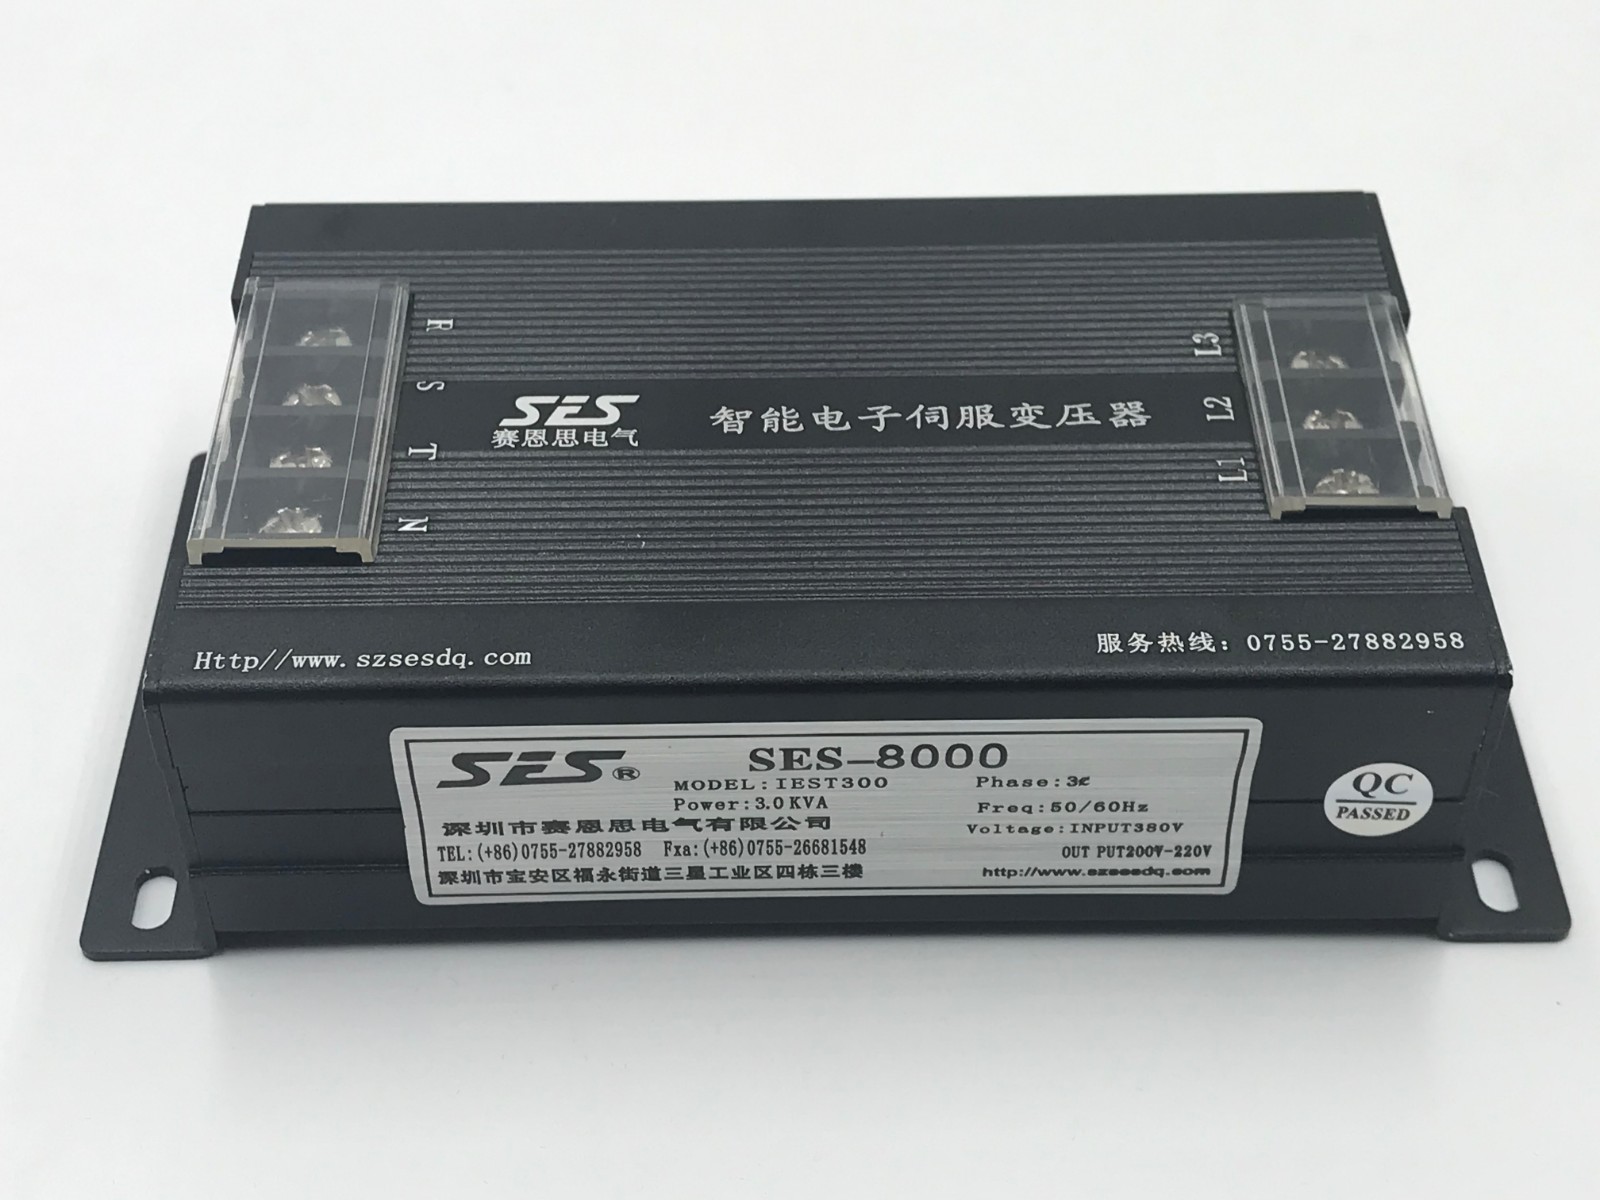 R
S
T
N
SES
赛恩思电气
智能电子伺服变压器
L3
L2
L1
Http//www.szsesdq.com
服务热线：0755-27882958
SES®
SES-8000
MODEL:IEST300
Phase:3
Power:3.0KVA
Freq:50/60Hz
深圳市赛恩思电气有限公司
Voltage:INPUT380V
TEL:(+86)0755-27882958 Fxa:(+86)0755-26681548
OUT PUT200V-220V
深圳市宝安区福永街道三星工业区四栋三楼
http://www.szsesdq.com
QC
PASSED